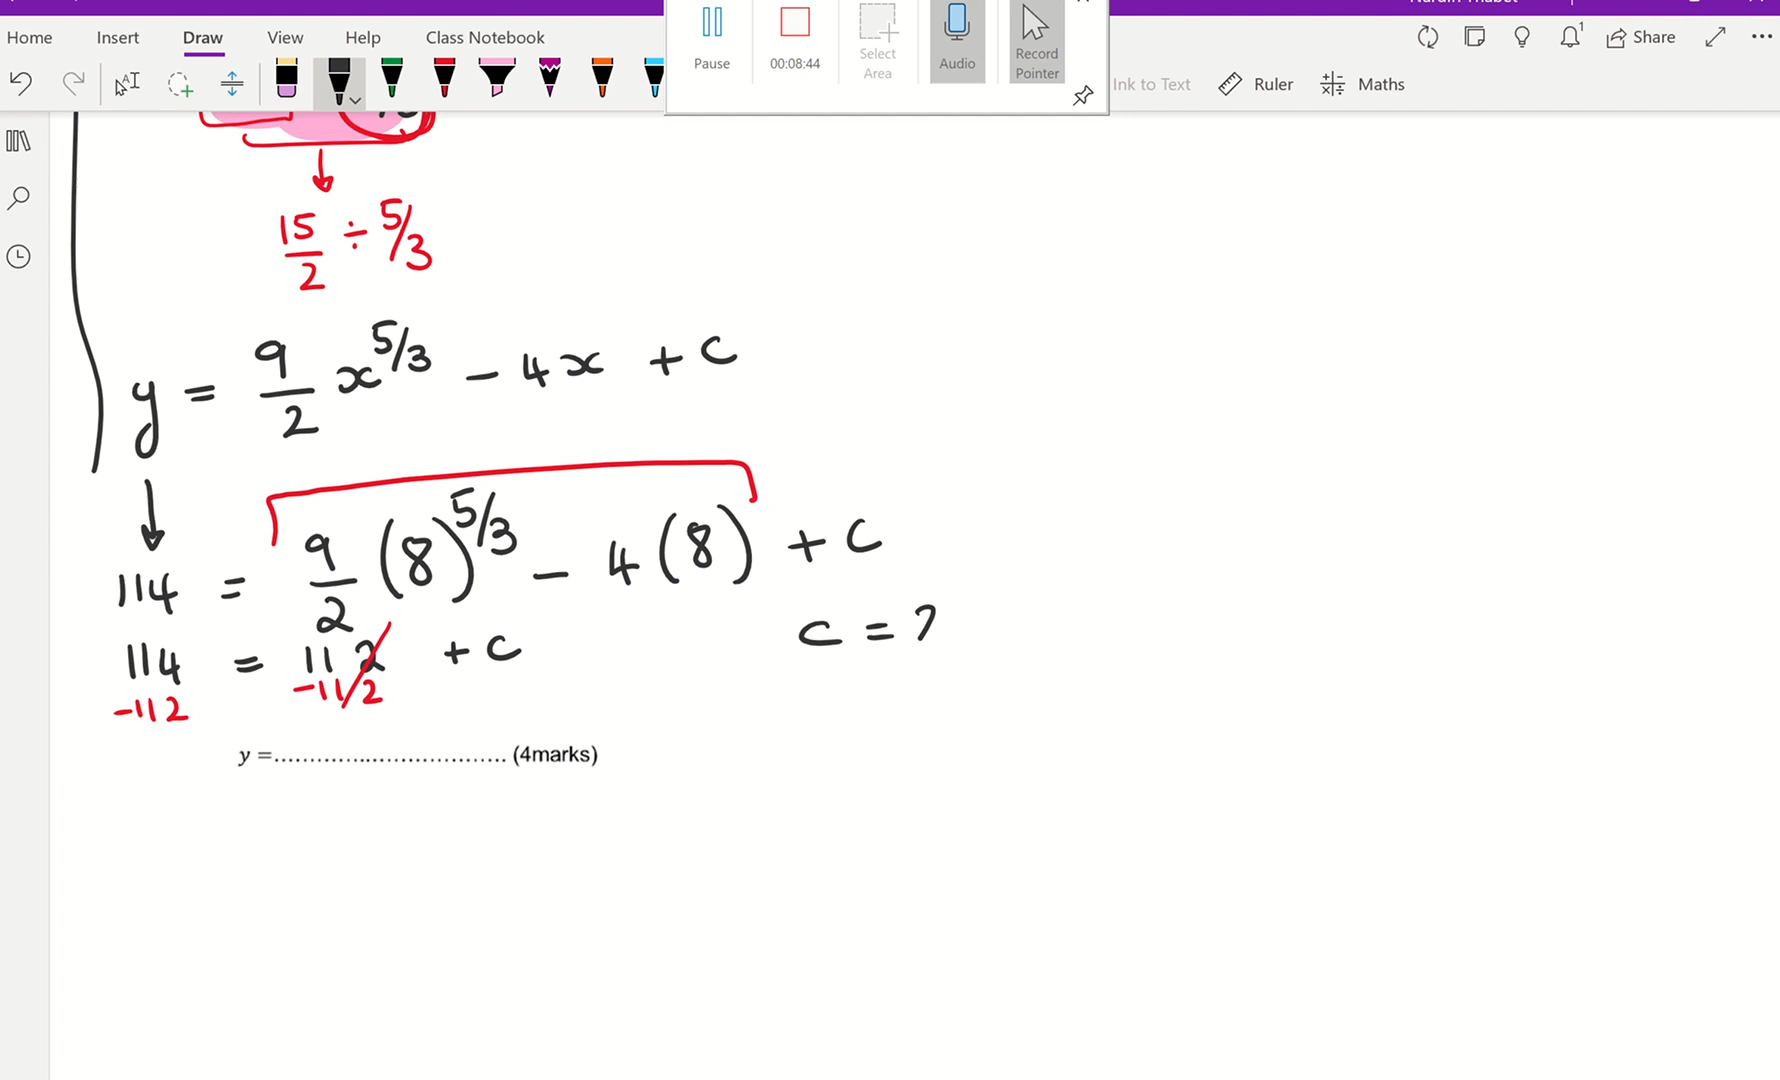 Home Insert Draw View Help Class Notebook
Pause 00:08:44 Select Area Audio Record Pointer
Share
Ink to Text Ruler Maths
15/2 ÷ 5/3
y = 9/2 x^5/3 - 4x + c
114 = 9/2 (8)^5/3 - 4(8) + c
c = ?
114 = 112 + c
-112 -112
y =.................................. (4marks)